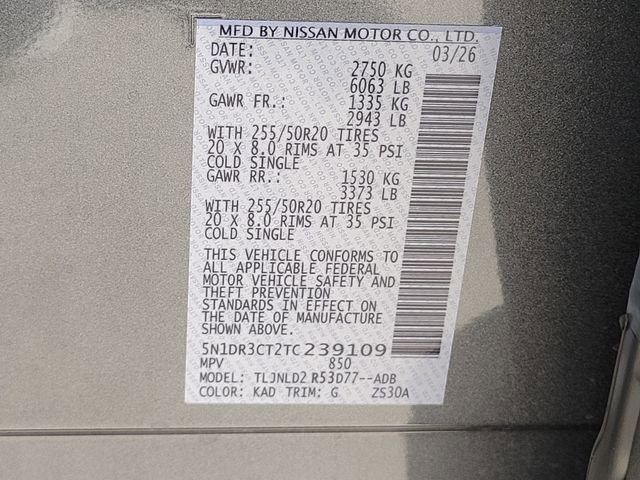 MFD BY NISSAN MOTOR CO., LTD.
DATE: 03/26
GVWR: 2750 KG
6063 LB
GAWR FR.: 1335 KG
2943 LB
WITH 255/50R20 TIRES
20 X 8.0 RIMS AT 35 PSI
COLD SINGLE
GAWR RR.: 1530 KG
3373 LB
WITH 255/50R20 TIRES
20 X 8.0 RIMS AT 35 PSI
COLD SINGLE
THIS VEHICLE CONFORMS TO
ALL APPLICABLE FEDERAL
MOTOR VEHICLE SAFETY AND
THEFT PREVENTION
STANDARDS IN EFFECT ON
THE DATE OF MANUFACTURE
SHOWN ABOVE.
5N1DR3CT2TC239109
MPV 850
MODEL: TLJNLD2 R53D77--ADB
COLOR: KAD TRIM: G ZS30A